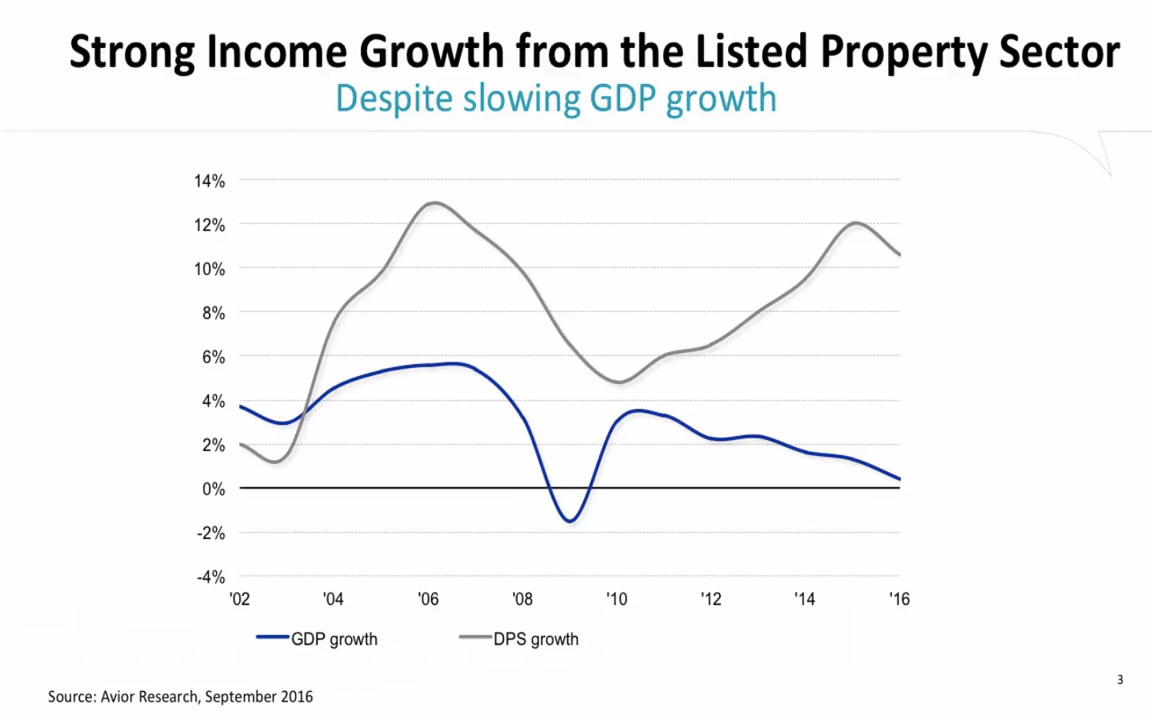 Strong Income Growth from the Listed Property Sector
Despite slowing GDP growth
14%
12%
10%
8%
6%
4%
2%
0%
-2%
-4%
'02 '04 '06 '08 '10 '12 '14 '16
GDP growth DPS growth
3
Source: Avior Research, September 2016